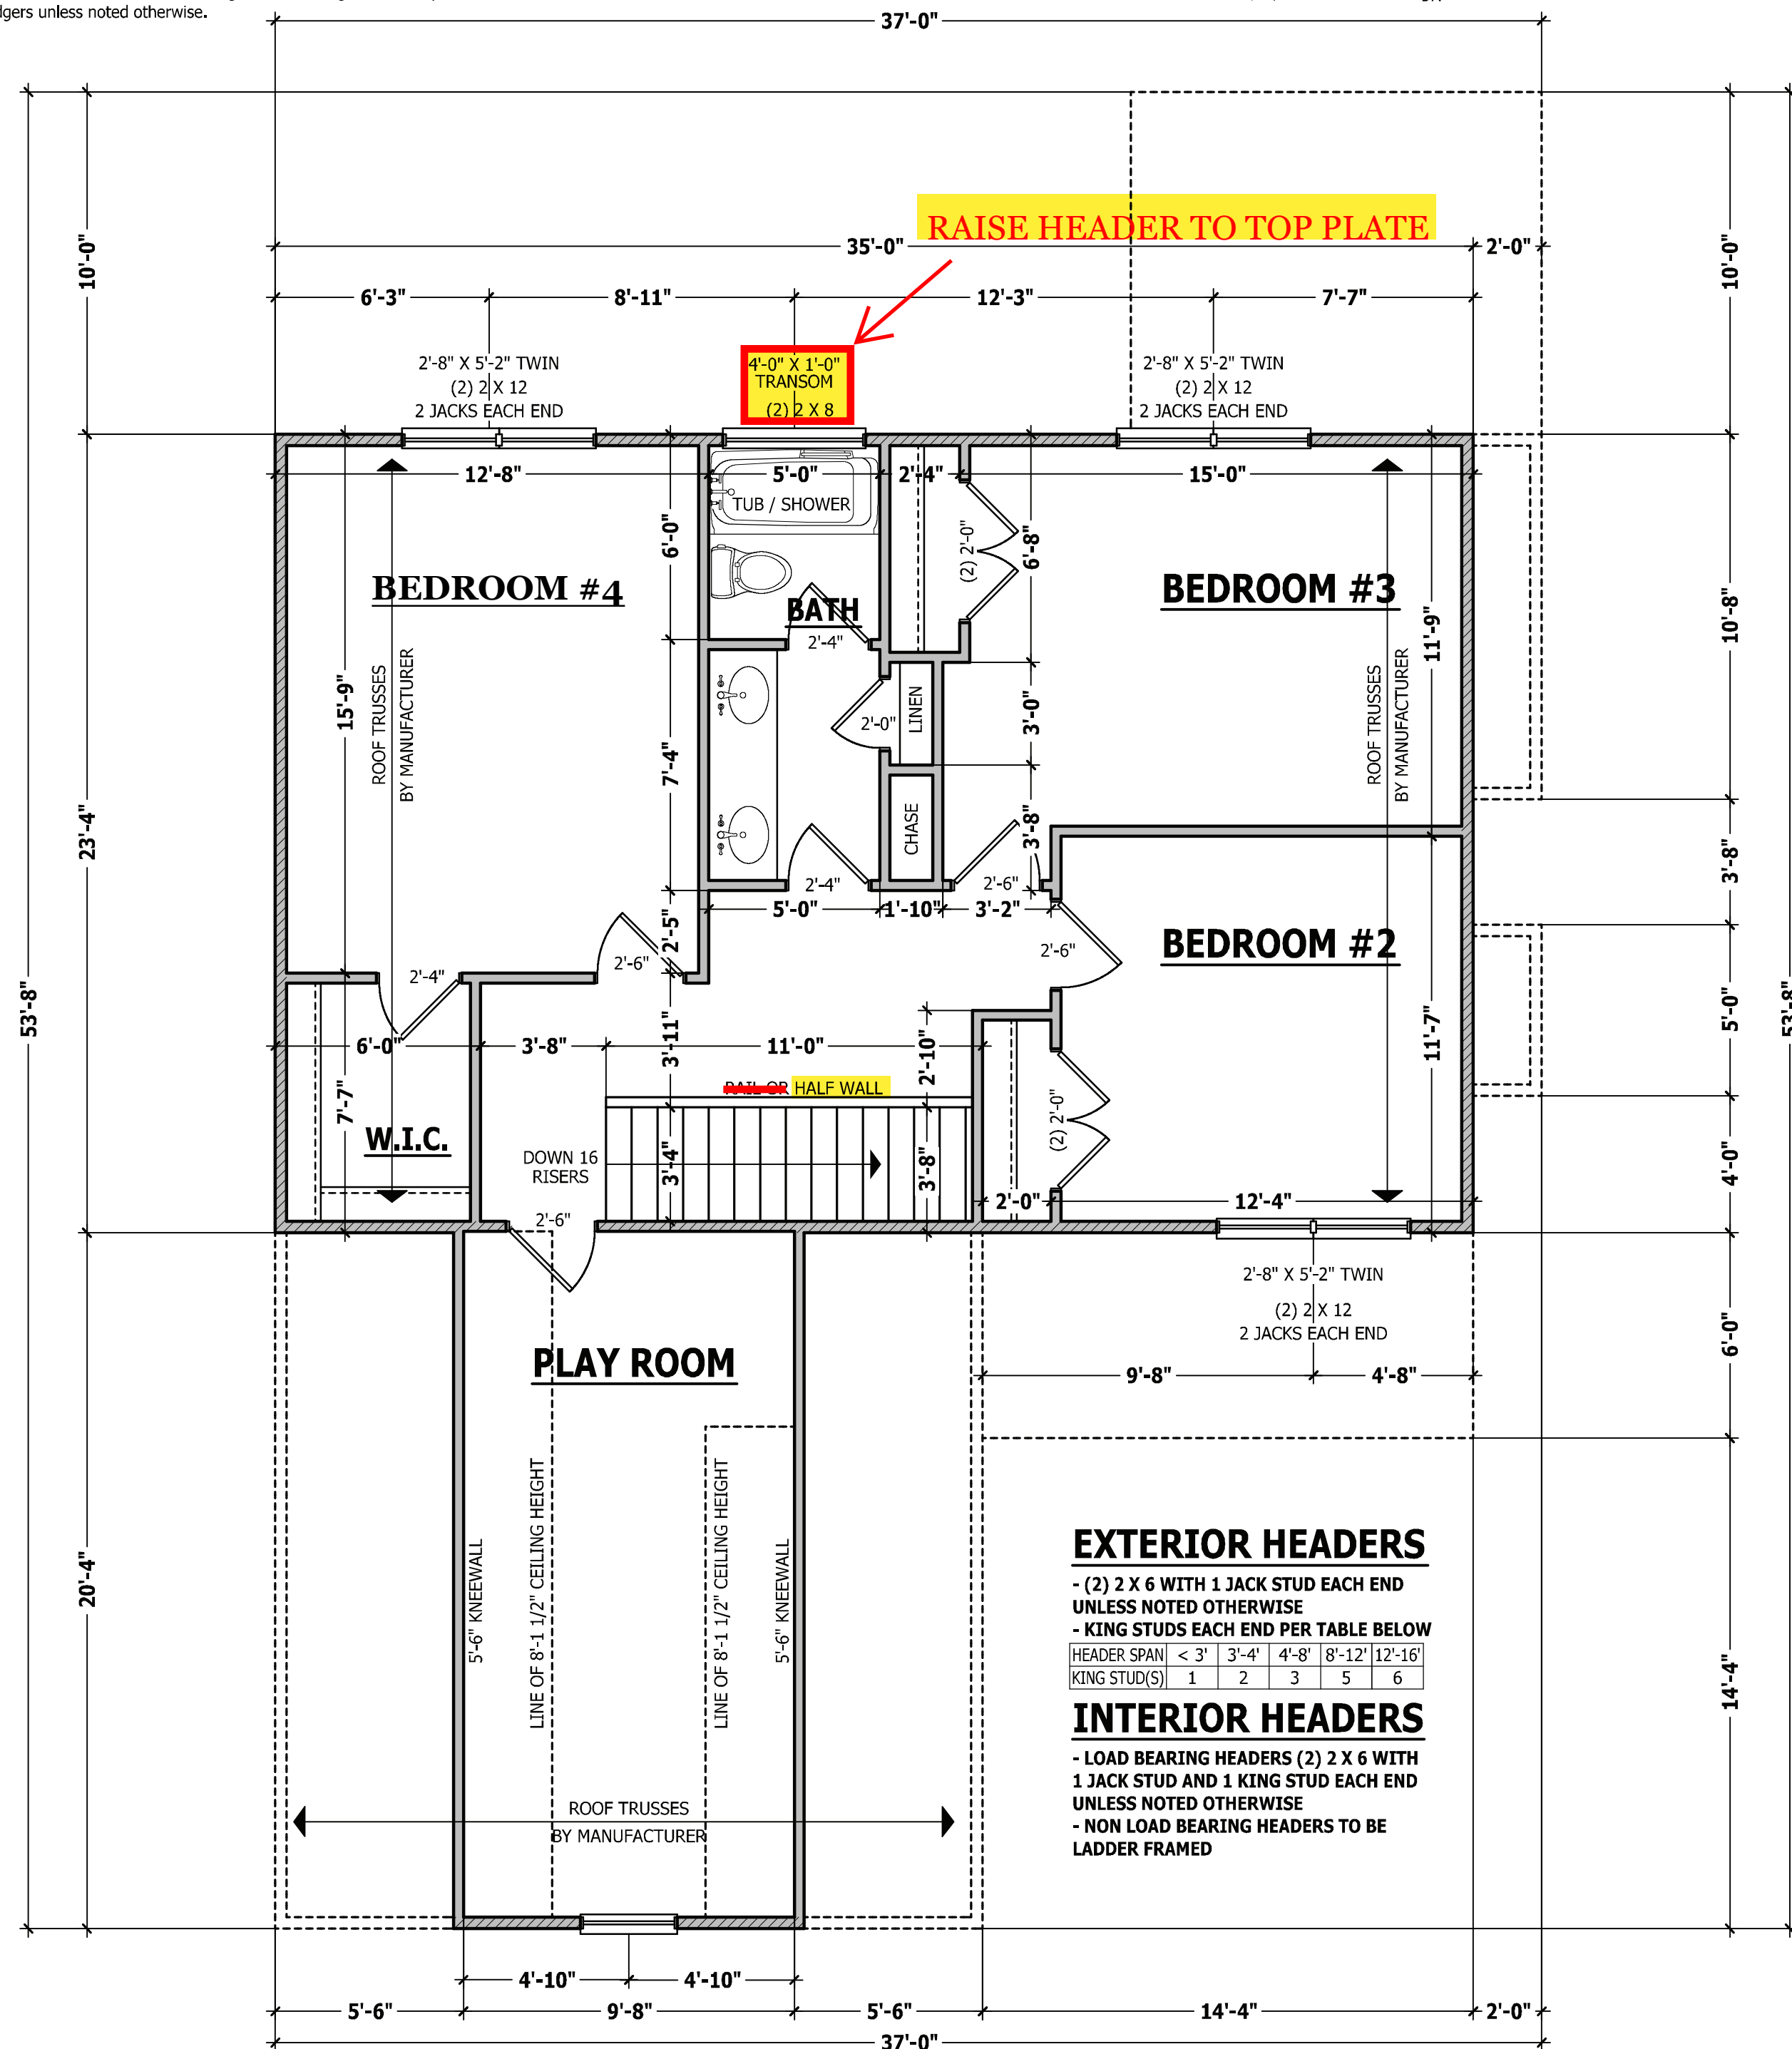 dgers unless noted otherwise.
37'-0"
RAISE HEADER TO TOP PLATE
35'-0"
2'-0"
10'-0"
10'-0"
6'-3"
8'-11"
12'-3"
7'-7"
2'-8" X 5'-2" TWIN
(2) 2 X 12
2 JACKS EACH END
4'-0" X 1'-0"
TRANSOM
(2) 2 X 8
2'-8" X 5'-2" TWIN
(2) 2 X 12
2 JACKS EACH END
12'-8"
5'-0"
2'-4"
15'-0"
TUB / SHOWER
6'-0"
(2) 2'-0"
6'-8"
BEDROOM #4
BATH
2'-4"
BEDROOM #3
10'-8"
11'-9"
15'-9"
ROOF TRUSSES
BY MANUFACTURER
7'-4"
2'-0"
LINEN
3'-0"
ROOF TRUSSES
BY MANUFACTURER
23'-4"
CHASE
3'-8"
3'-8"
2'-4"
2'-6"
5'-0"
1'-10"
3'-2"
2'-5"
2'-6"
2'-6"
BEDROOM #2
2'-4"
53'-8"
53'-8"
5'-0"
6'-0"
3'-8"
3'-11"
11'-0"
2'-10"
11'-7"
RAIL OR HALF WALL
7'-7"
W.I.C.
DOWN 16
RISERS
3'-4"
3'-8"
(2) 2'-0"
4'-0"
2'-0"
12'-4"
2'-6"
2'-8" X 5'-2" TWIN
(2) 2 X 12
2 JACKS EACH END
6'-0"
PLAY ROOM
9'-8"
4'-8"
20'-4"
5'-6" KNEEWALL
LINE OF 8'-1 1/2" CEILING HEIGHT
LINE OF 8'-1 1/2" CEILING HEIGHT
5'-6" KNEEWALL
EXTERIOR HEADERS
- (2) 2 X 6 WITH 1 JACK STUD EACH END
UNLESS NOTED OTHERWISE
- KING STUDS EACH END PER TABLE BELOW
HEADER SPAN < 3' 3'-4' 4'-8' 8'-12' 12'-16'
KING STUD(S) 1 2 3 5 6
14'-4"
INTERIOR HEADERS
- LOAD BEARING HEADERS (2) 2 X 6 WITH
1 JACK STUD AND 1 KING STUD EACH END
UNLESS NOTED OTHERWISE
- NON LOAD BEARING HEADERS TO BE
LADDER FRAMED
ROOF TRUSSES
BY MANUFACTURER
4'-10"
4'-10"
5'-6"
9'-8"
5'-6"
14'-4"
2'-0"
37'-0"